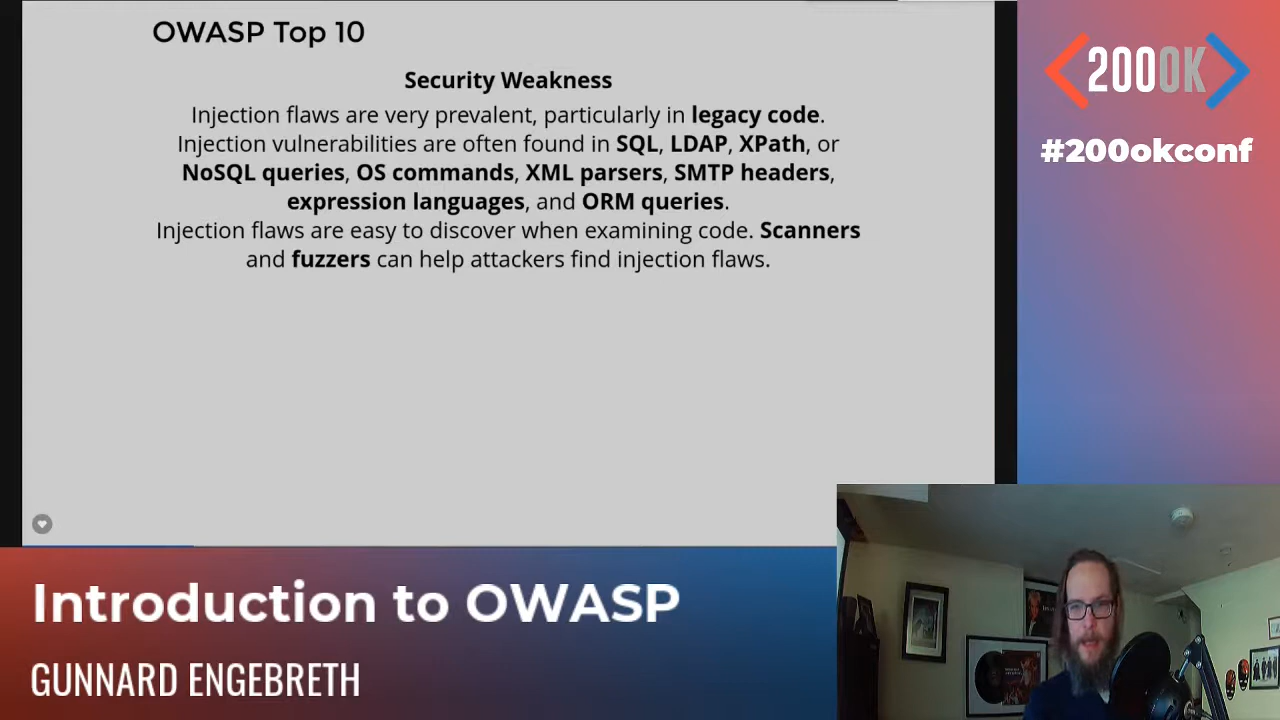 OWASP Top 10
Security Weakness
Injection flaws are very prevalent, particularly in legacy code.
Injection vulnerabilities are often found in SQL, LDAP, XPath, or
NoSQL queries, OS commands, XML parsers, SMTP headers,
expression languages, and ORM queries.
Injection flaws are easy to discover when examining code. Scanners
and fuzzers can help attackers find injection flaws.
200OK
#200okconf
Introduction to OWASP
GUNNARD ENGEBRETH